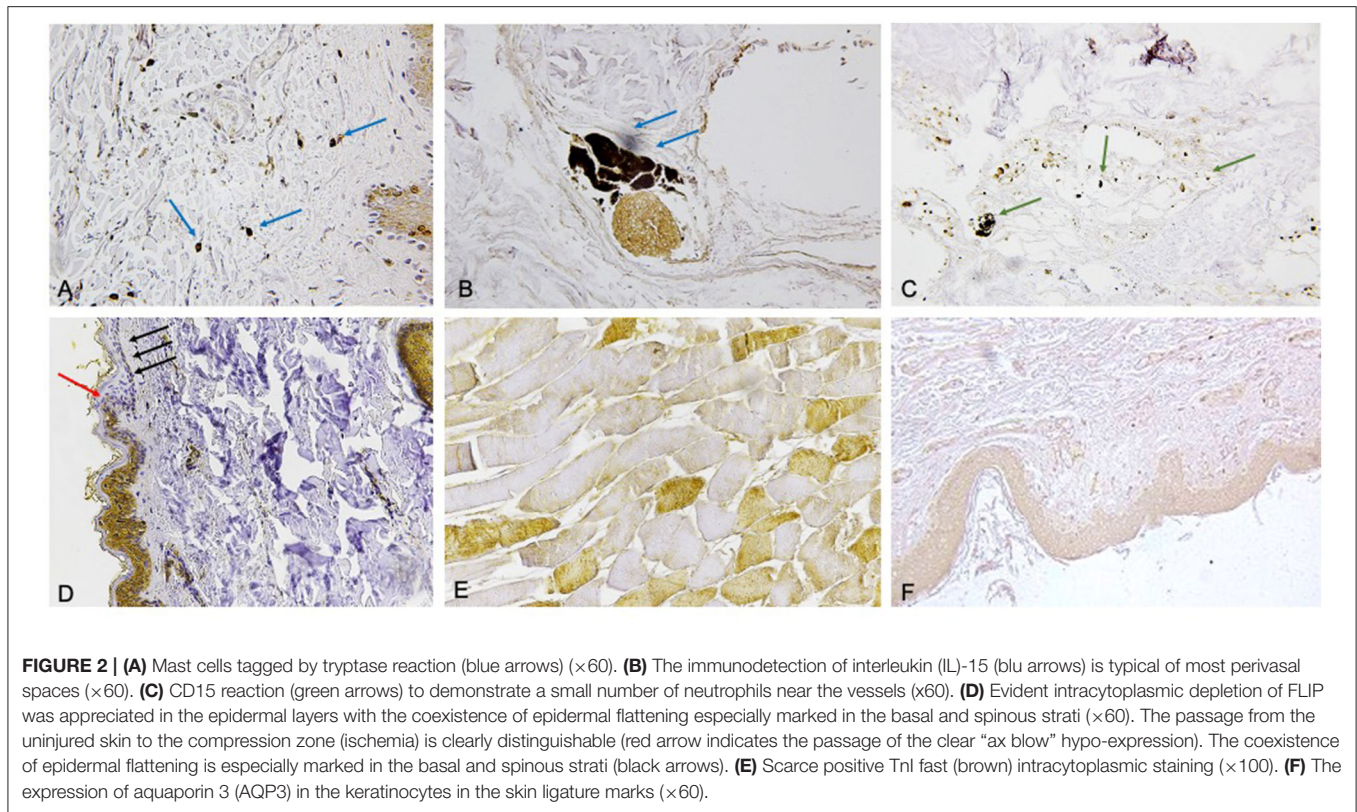 A
B
C
D
E
F
FIGURE 2 | (A) Mast cells tagged by tryptase reaction (blue arrows) (×60). (B) The immunodetection of interleukin (IL)-15 (blu arrows) is typical of most perivasal
spaces (×60). (C) CD15 reaction (green arrows) to demonstrate a small number of neutrophils near the vessels (x60). (D) Evident intracytoplasmic depletion of FLIP
was appreciated in the epidermal layers with the coexistence of epidermal flattening especially marked in the basal and spinous strati (×60). The passage from the
uninjured skin to the compression zone (ischemia) is clearly distinguishable (red arrow indicates the passage of the clear “ax blow” hypo-expression). The coexistence
of epidermal flattening is especially marked in the basal and spinous strati (black arrows). (E) Scarce positive TnI fast (brown) intracytoplasmic staining (×100). (F) The
expression of aquaporin 3 (AQP3) in the keratinocytes in the skin ligature marks (×60).